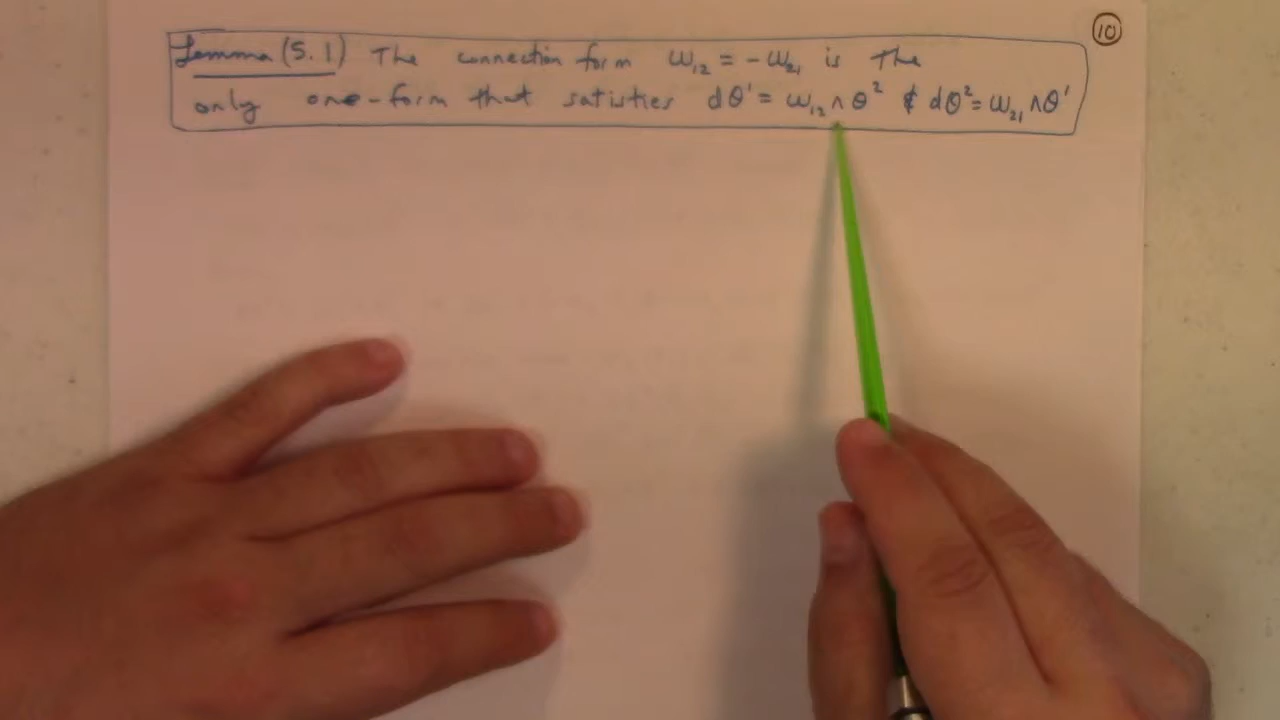 10
Lemma (5.1) The connection form ω₁₂ = -ω₂₁ is the
only one-form that satisfies dθ¹ = ω₁₂ ∧ θ² & dθ² = ω₂₁ ∧ θ¹